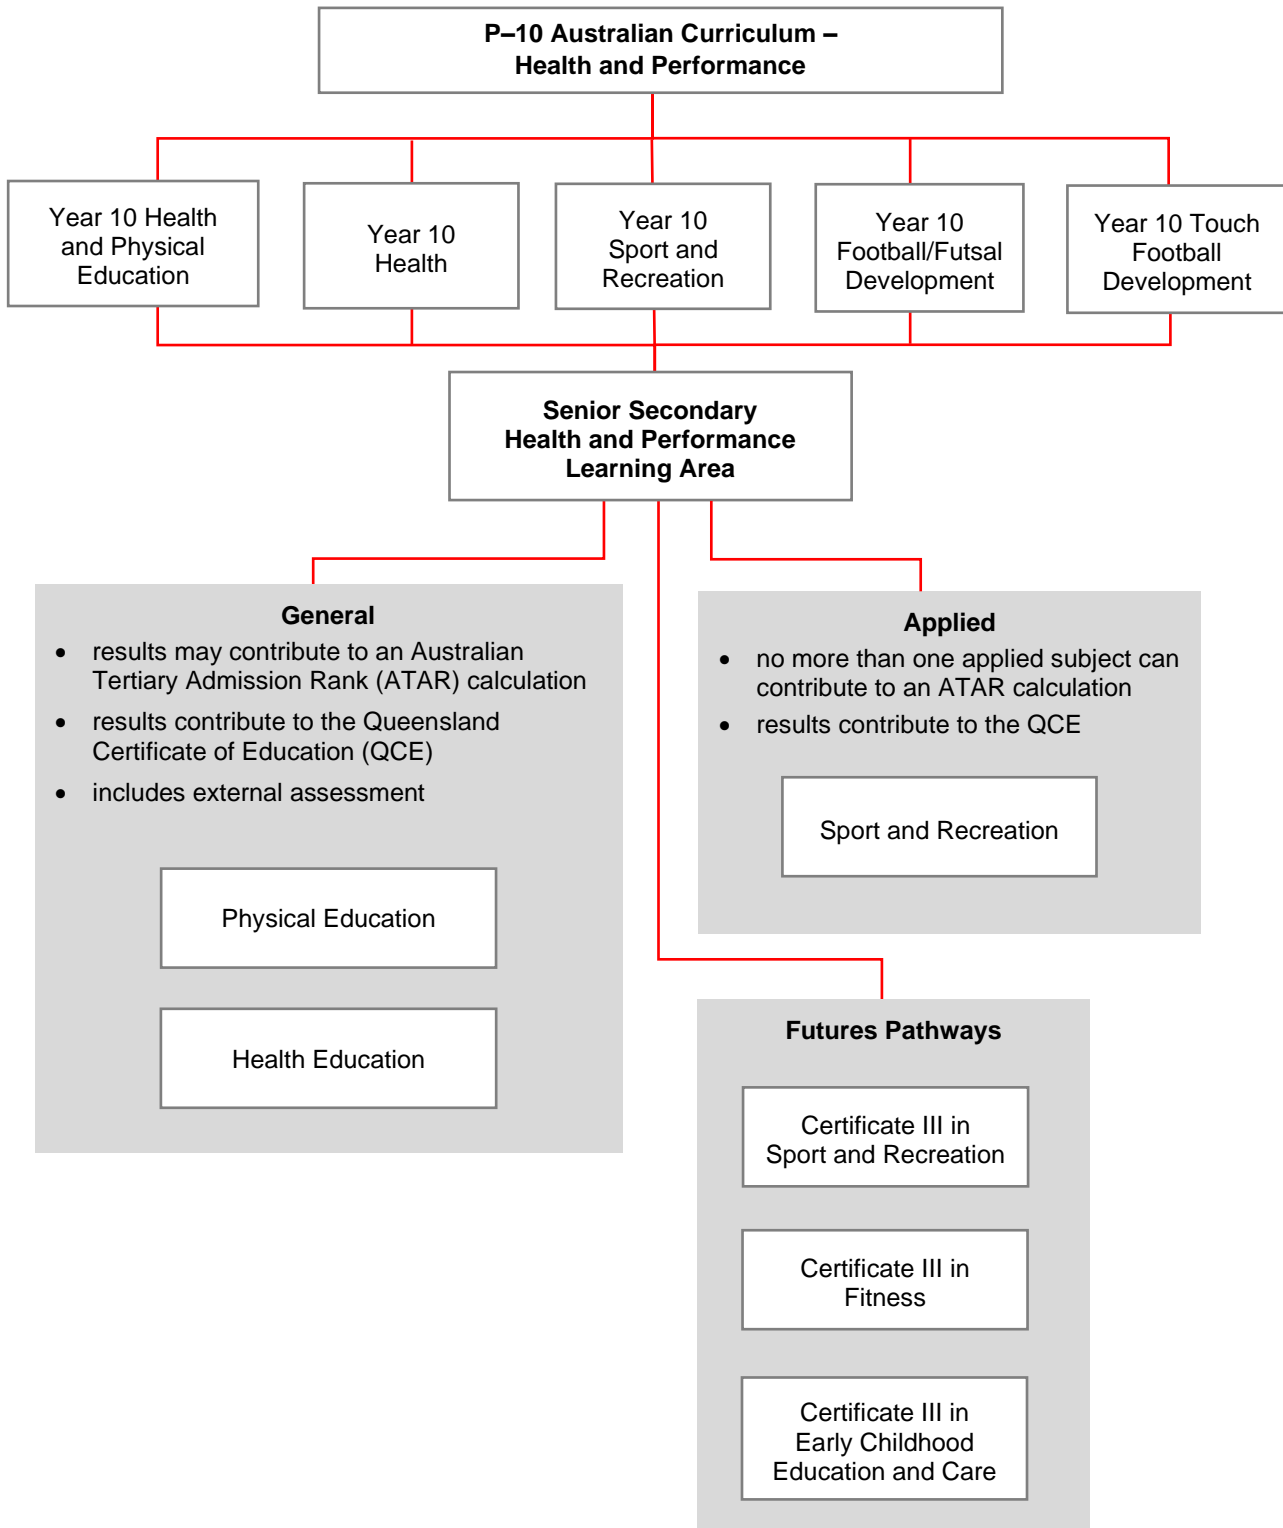 P–10 Australian Curriculum –
Health and Performance
Year 10 Health
and Physical
Education
Year 10
Health
Year 10
Sport and
Recreation
Year 10
Football/Futsal
Development
Year 10 Touch
Football
Development
Senior Secondary
Health and Performance
Learning Area
General
• results may contribute to an Australian
Tertiary Admission Rank (ATAR) calculation
• results contribute to the Queensland
Certificate of Education (QCE)
• includes external assessment
Physical Education
Health Education
Applied
• no more than one applied subject can
contribute to an ATAR calculation
• results contribute to the QCE
Sport and Recreation
Futures Pathways
Certificate III in
Sport and Recreation
Certificate III in
Fitness
Certificate III in
Early Childhood
Education and Care